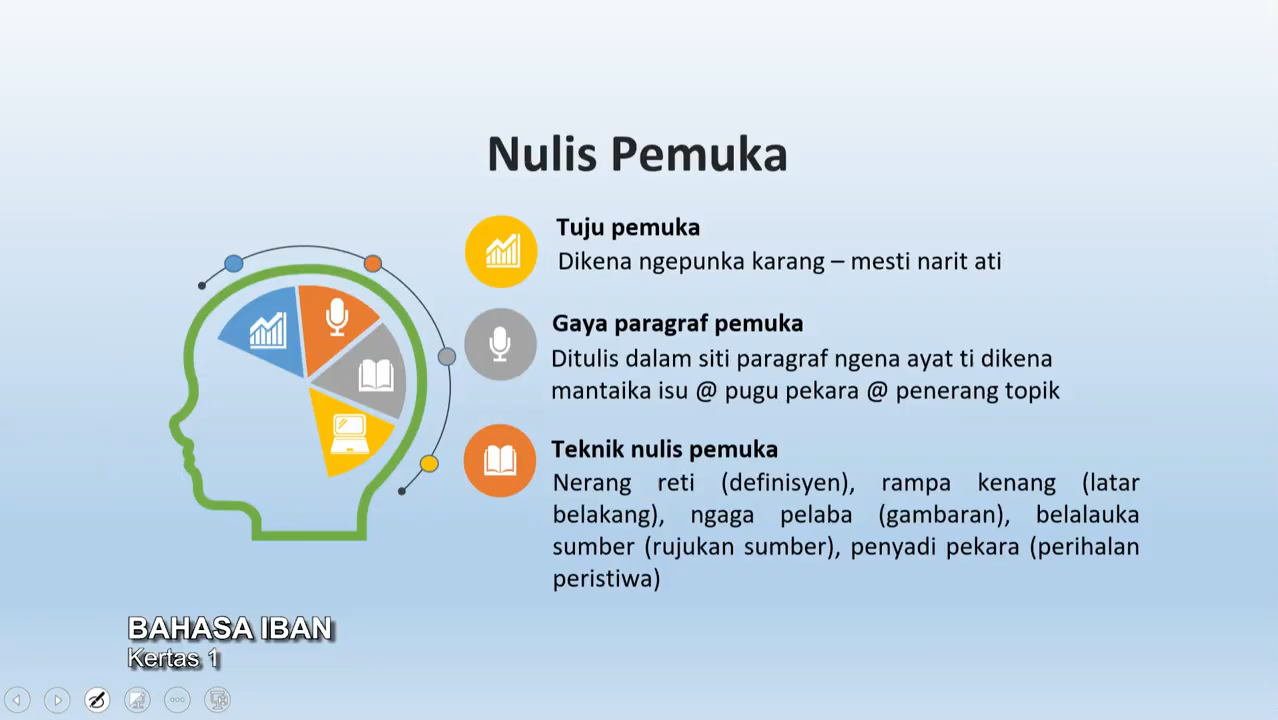 Nulis Pemuka
Tuju pemuka
Dikena ngepunka karang – mesti narit ati
Gaya paragraf pemuka
Ditulis dalam siti paragraf ngena ayat ti dikena
mantaika isu @ pugu pekara @ penerang topik
Teknik nulis pemuka
Nerang reti (definisyen), rampa kenang (latar
belakang), ngaga pelaba (gambaran), belalauka
sumber (rujukan sumber), penyadi pekara (perihalan
peristiwa)
BAHASA IBAN
Kertas 1